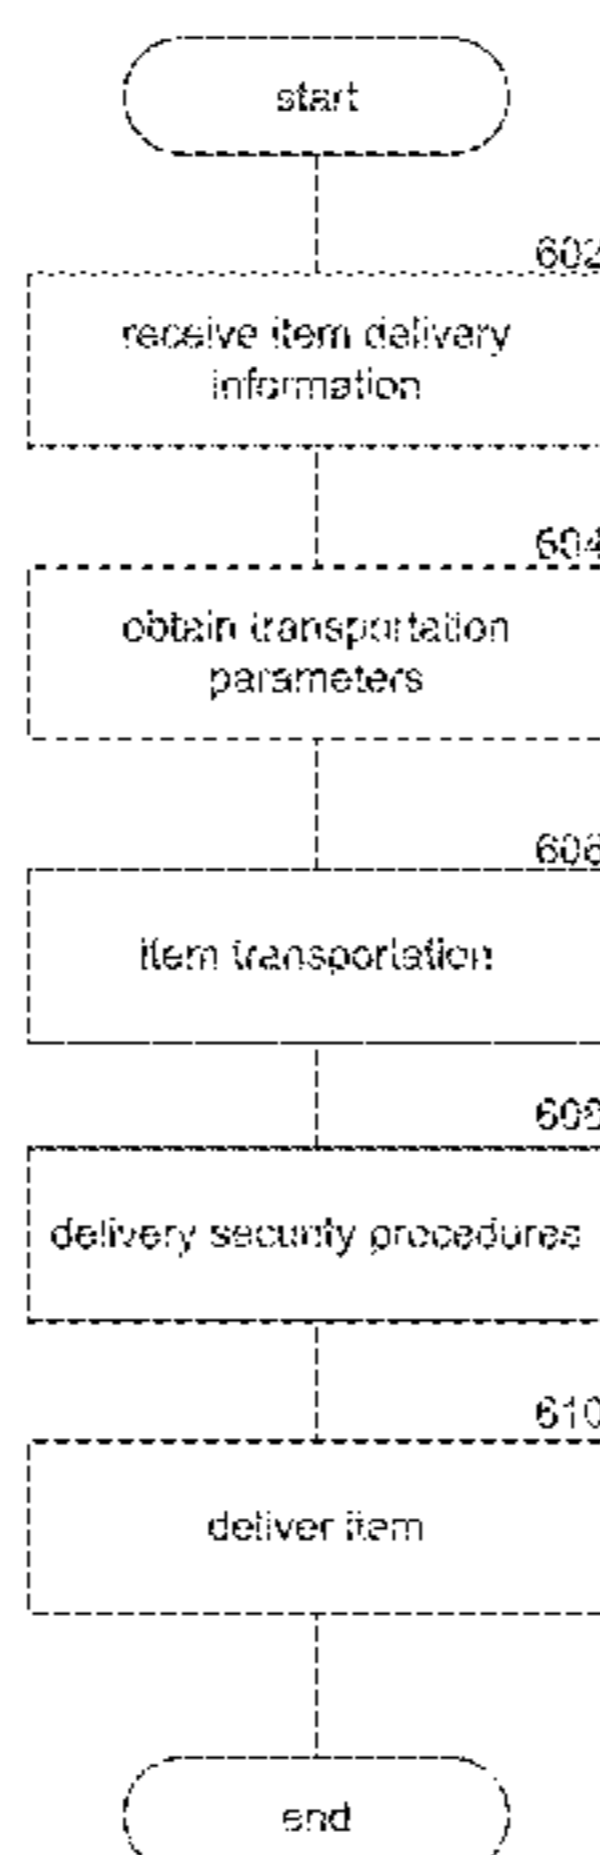 start
602
receive item delivery
information
604
obtain transportation
parameters
606
item transportation
608
delivery security procedures
610
deliver item
end